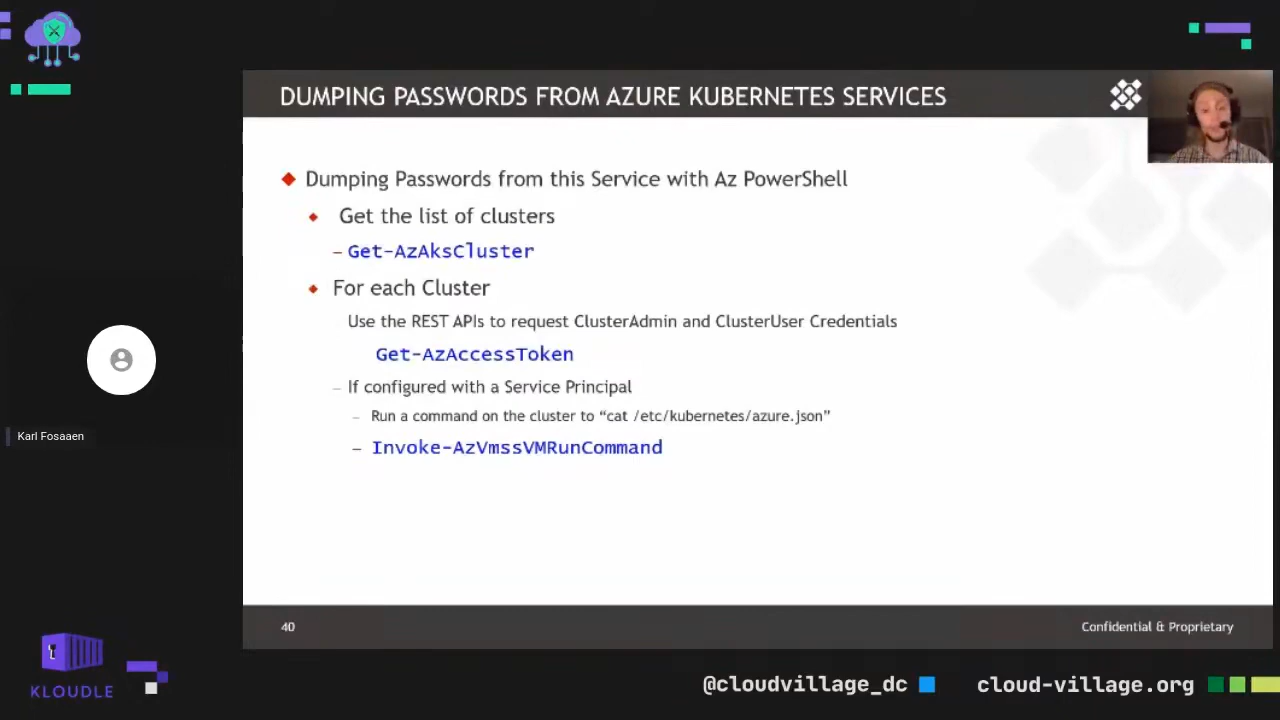 DUMPING PASSWORDS FROM AZURE KUBERNETES SERVICES
Dumping Passwords from this Service with Az PowerShell
Get the list of clusters
– Get-AzAksCluster
For each Cluster
Use the REST APIs to request ClusterAdmin and ClusterUser Credentials
Get-AzAccessToken
– If configured with a Service Principal
– Run a command on the cluster to “cat /etc/kubernetes/azure.json”
– Invoke-AzVmssVMRunCommand
Karl Fosaaen
40
Confidential & Proprietary
KLOUDLE
@cloudvillage_dc
cloud-village.org